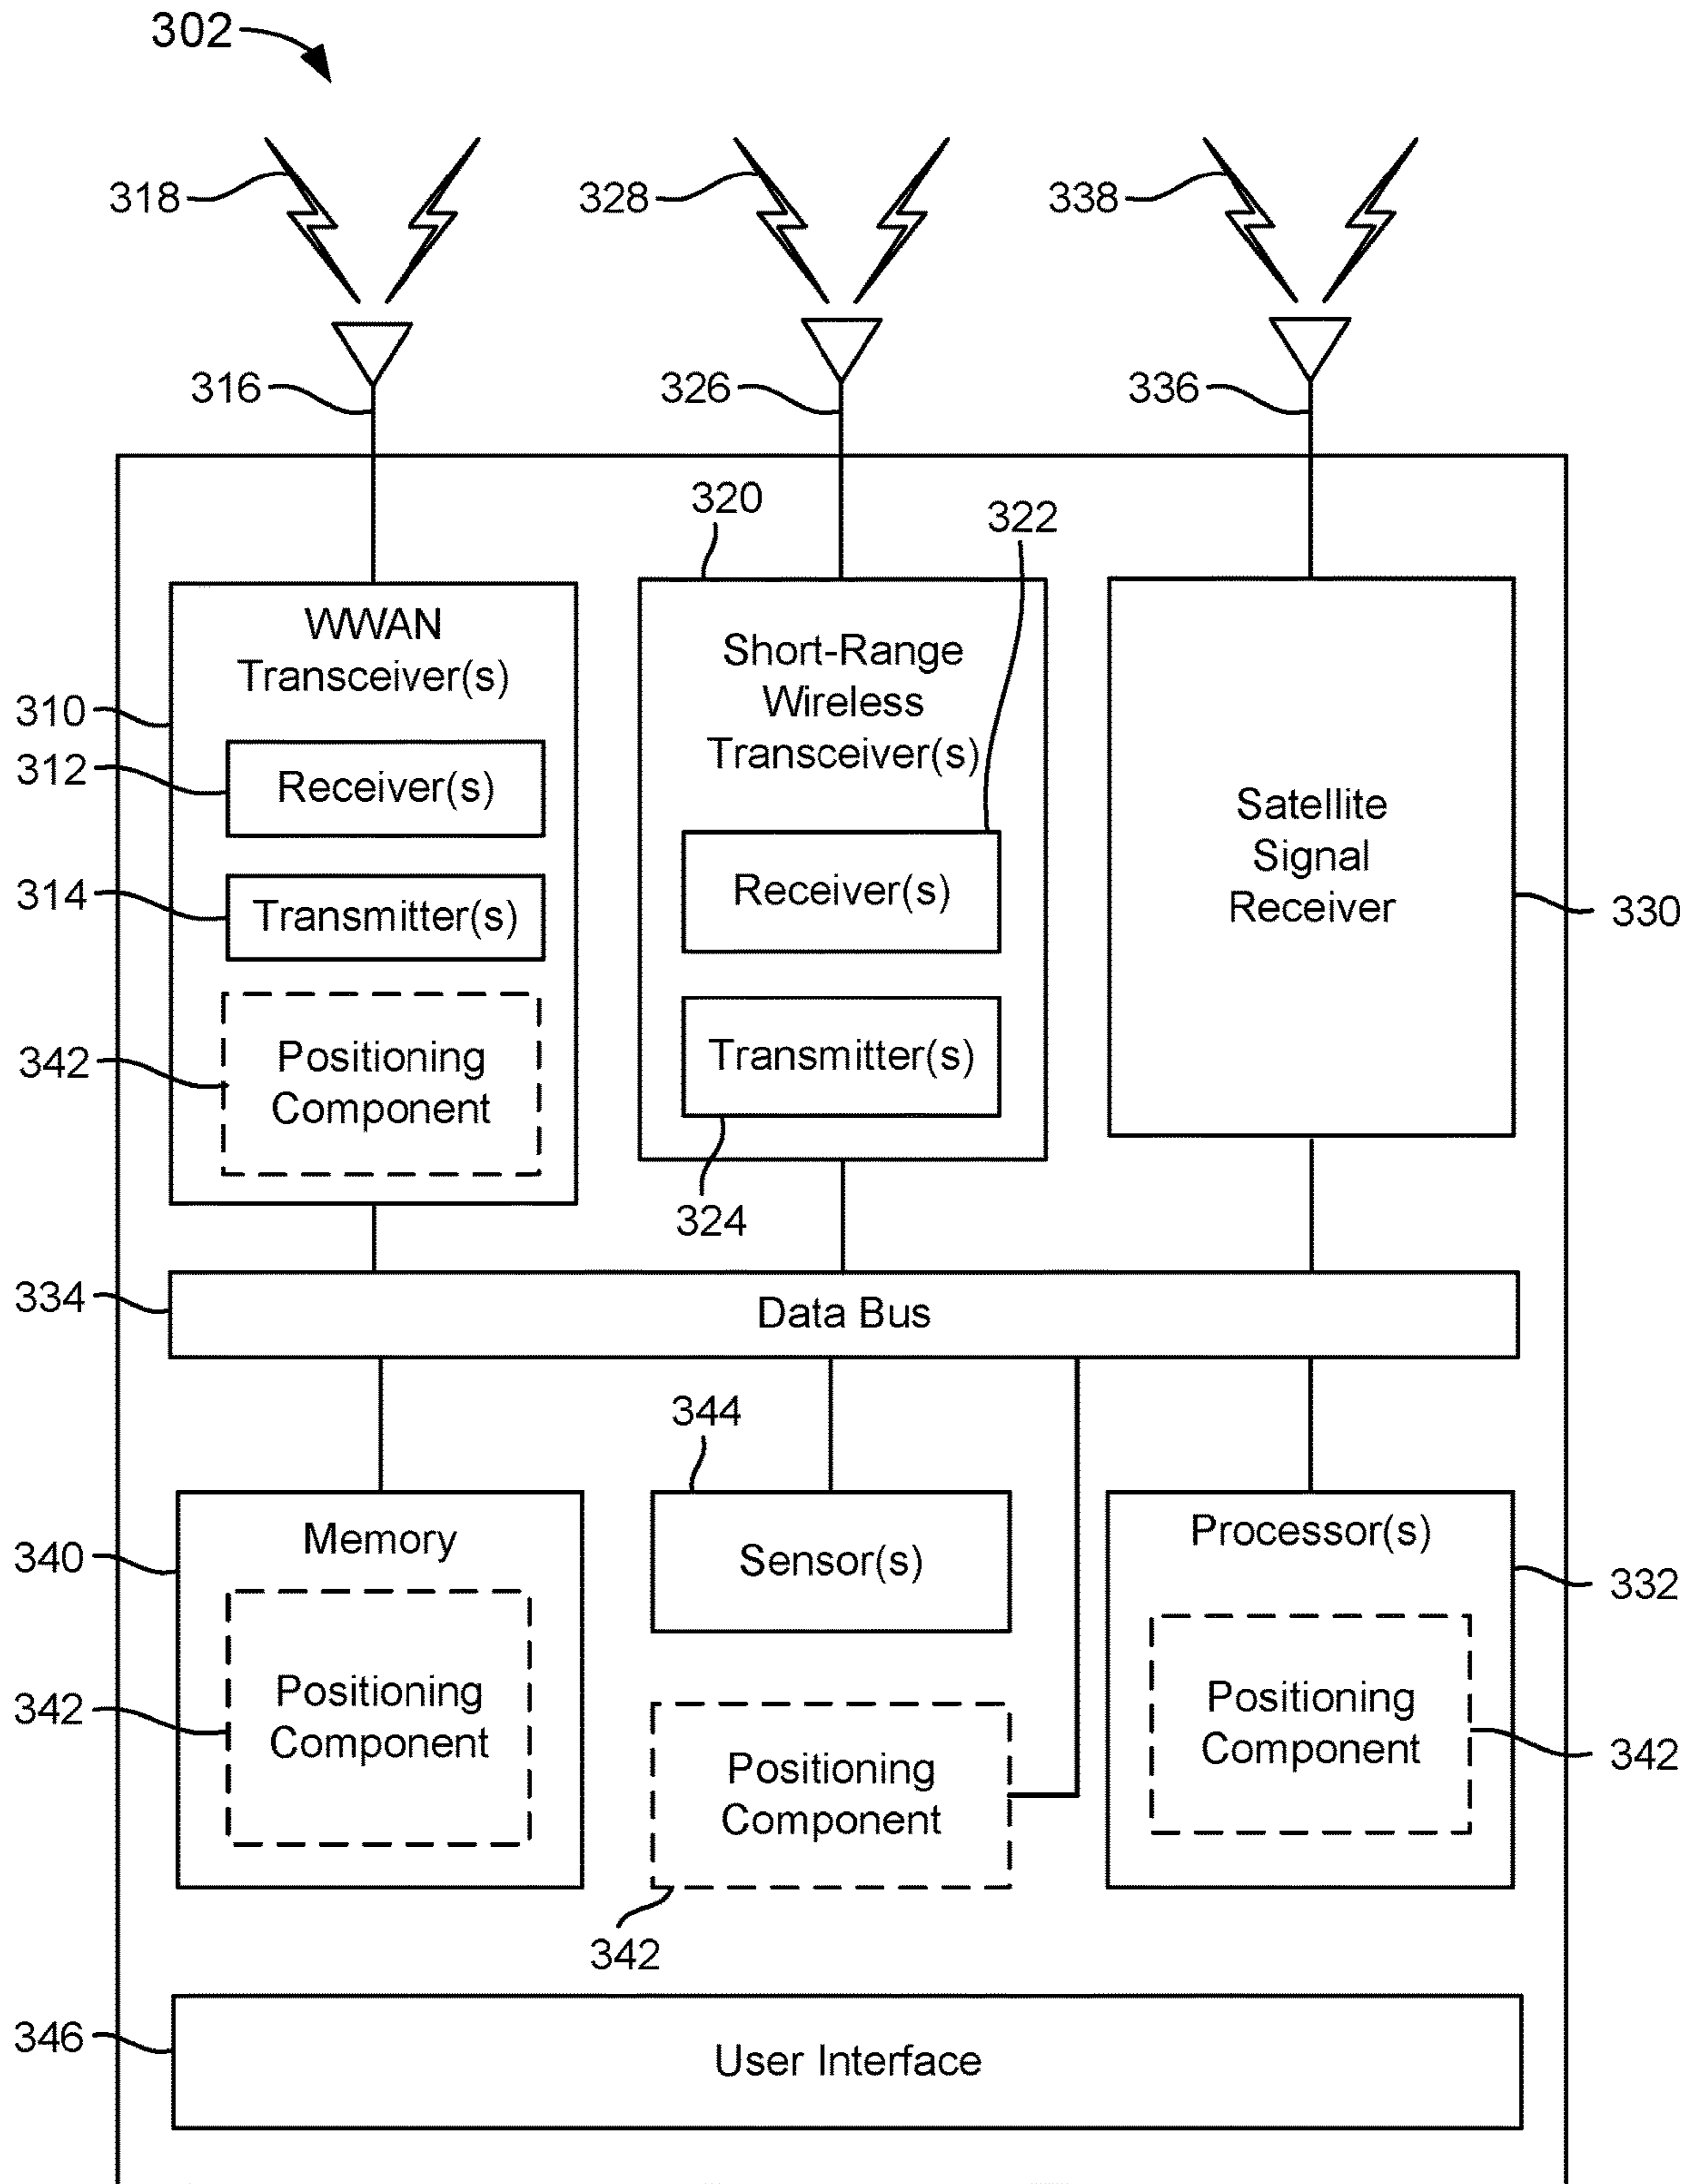 302
318
328
338
316
326
336
320
322
WWAN
Transceiver(s)
Short-Range
Wireless
Transceiver(s)
310
312
Receiver(s)
Satellite
Signal
Receiver
314
Transmitter(s)
Receiver(s)
330
342
Positioning
Component
Transmitter(s)
324
334
Data Bus
344
340
Memory
Sensor(s)
Processor(s)
332
342
Positioning
Component
Positioning
Component
342
Positioning
Component
342
346
User Interface